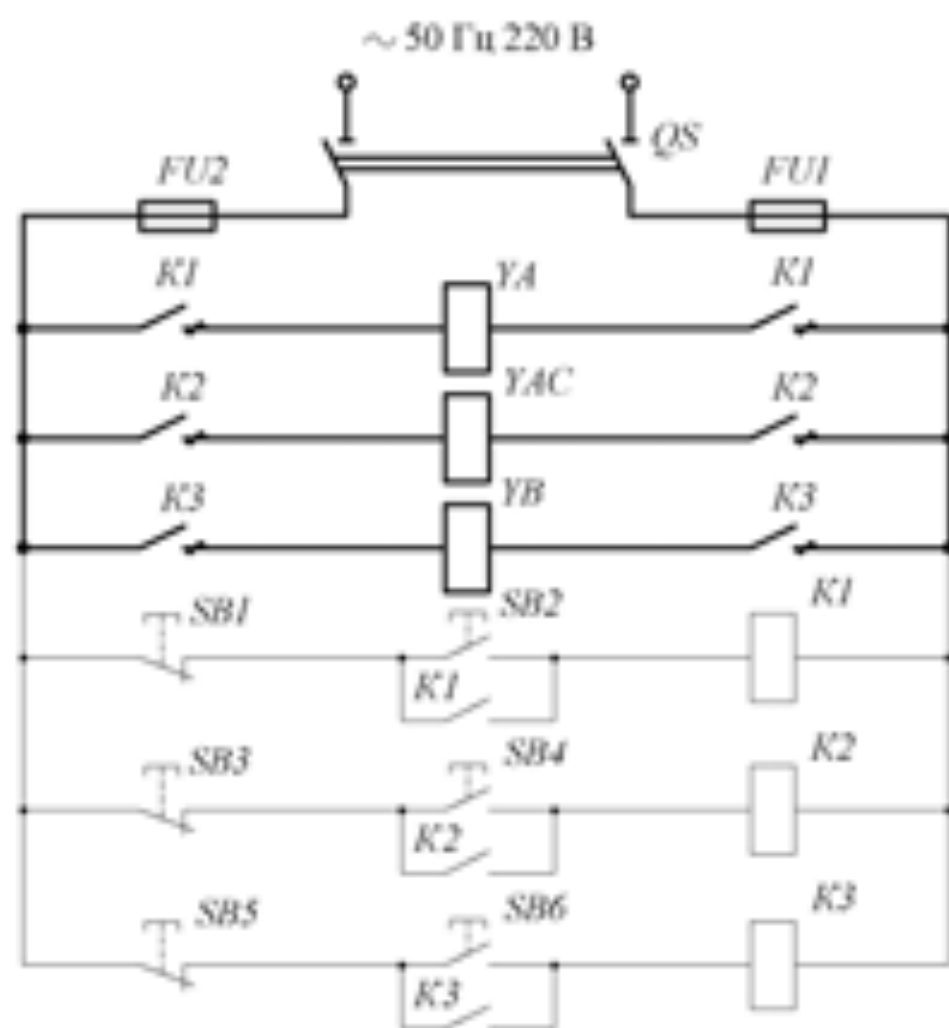 ~ 50 Гц 220 В
QS
FU2 FU1
K1 YA K1
K2 YAC K2
K3 YB K3
SB1 SB2 K1
K1
SB3 SB4 K2
K2
SB5 SB6 K3
K3